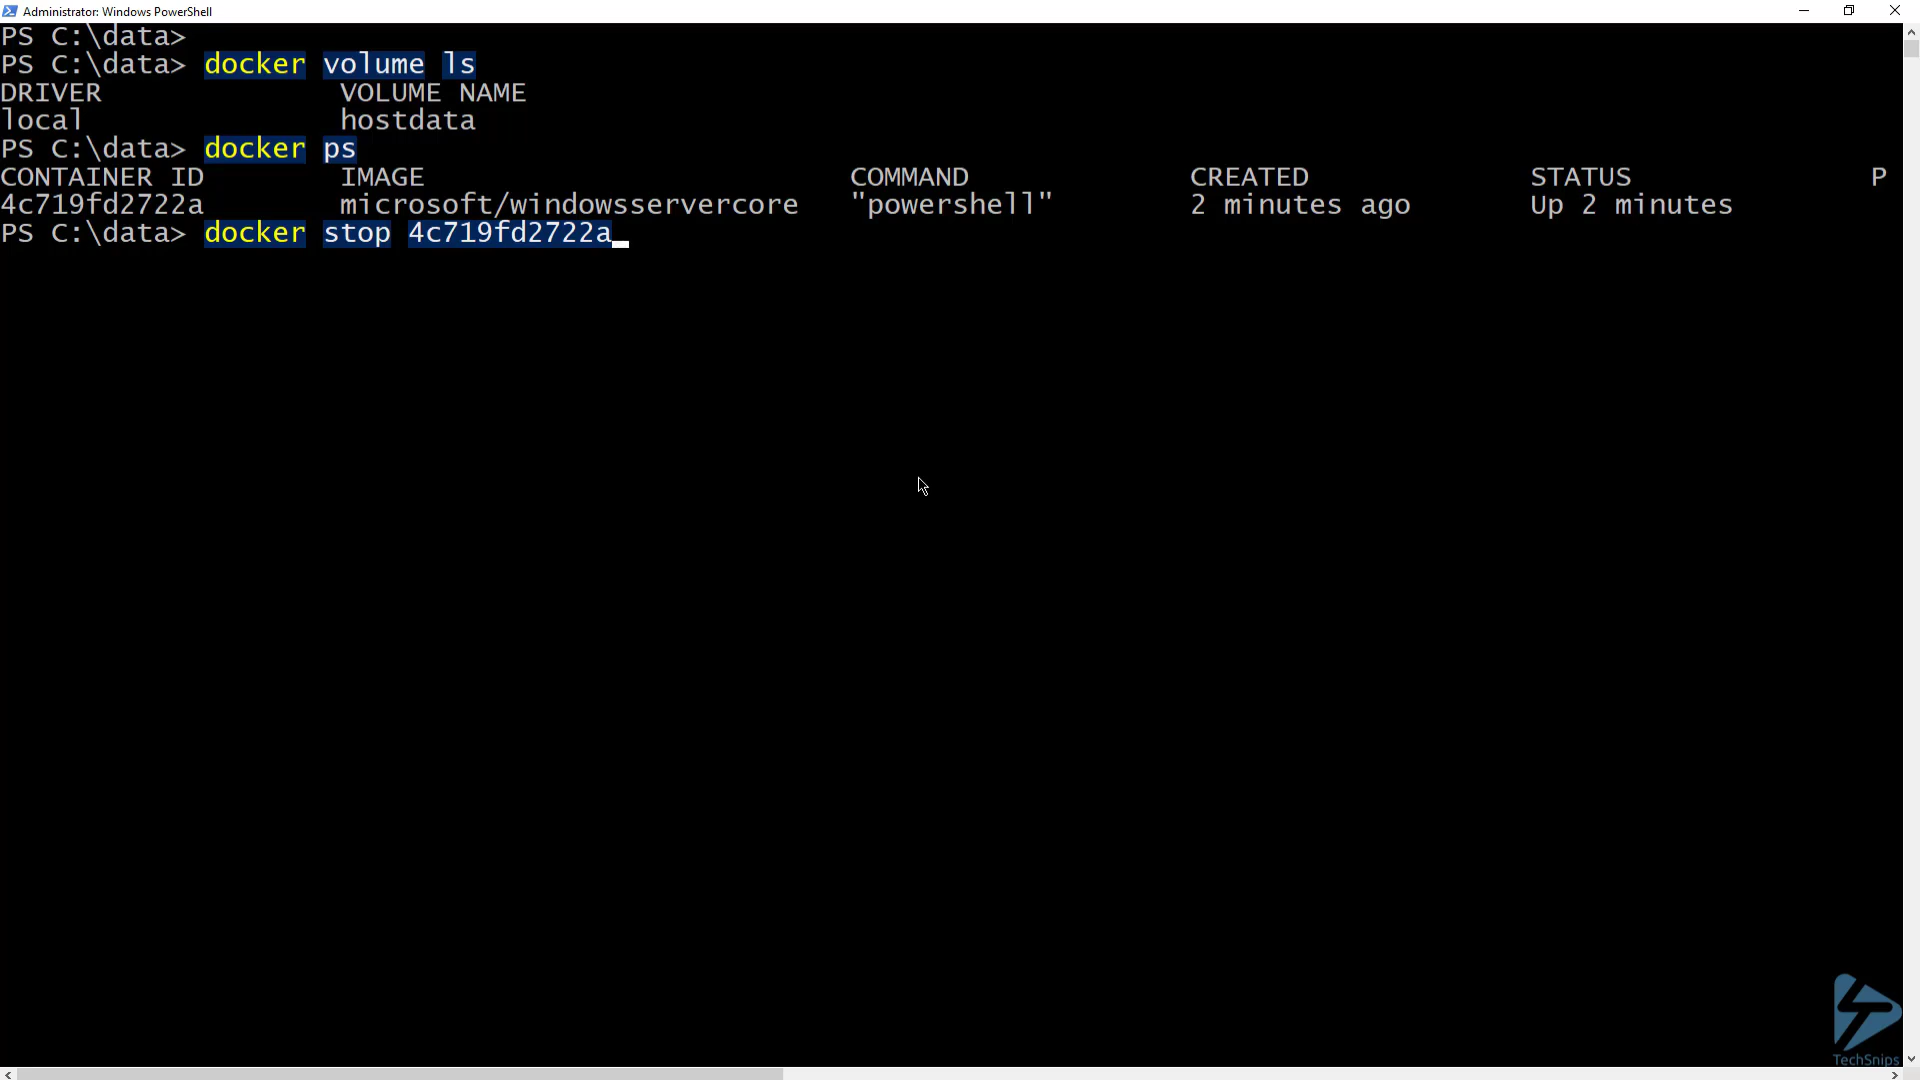 Administrator: Windows PowerShell
PS C:\data>
PS C:\data> docker volume ls
DRIVER VOLUME NAME
local hostdata
PS C:\data> docker ps
CONTAINER ID IMAGE COMMAND CREATED STATUS P
4c719fd2722a microsoft/windowsservercore "powershell" 2 minutes ago Up 2 minutes
PS C:\data> docker stop 4c719fd2722a
TechSnips